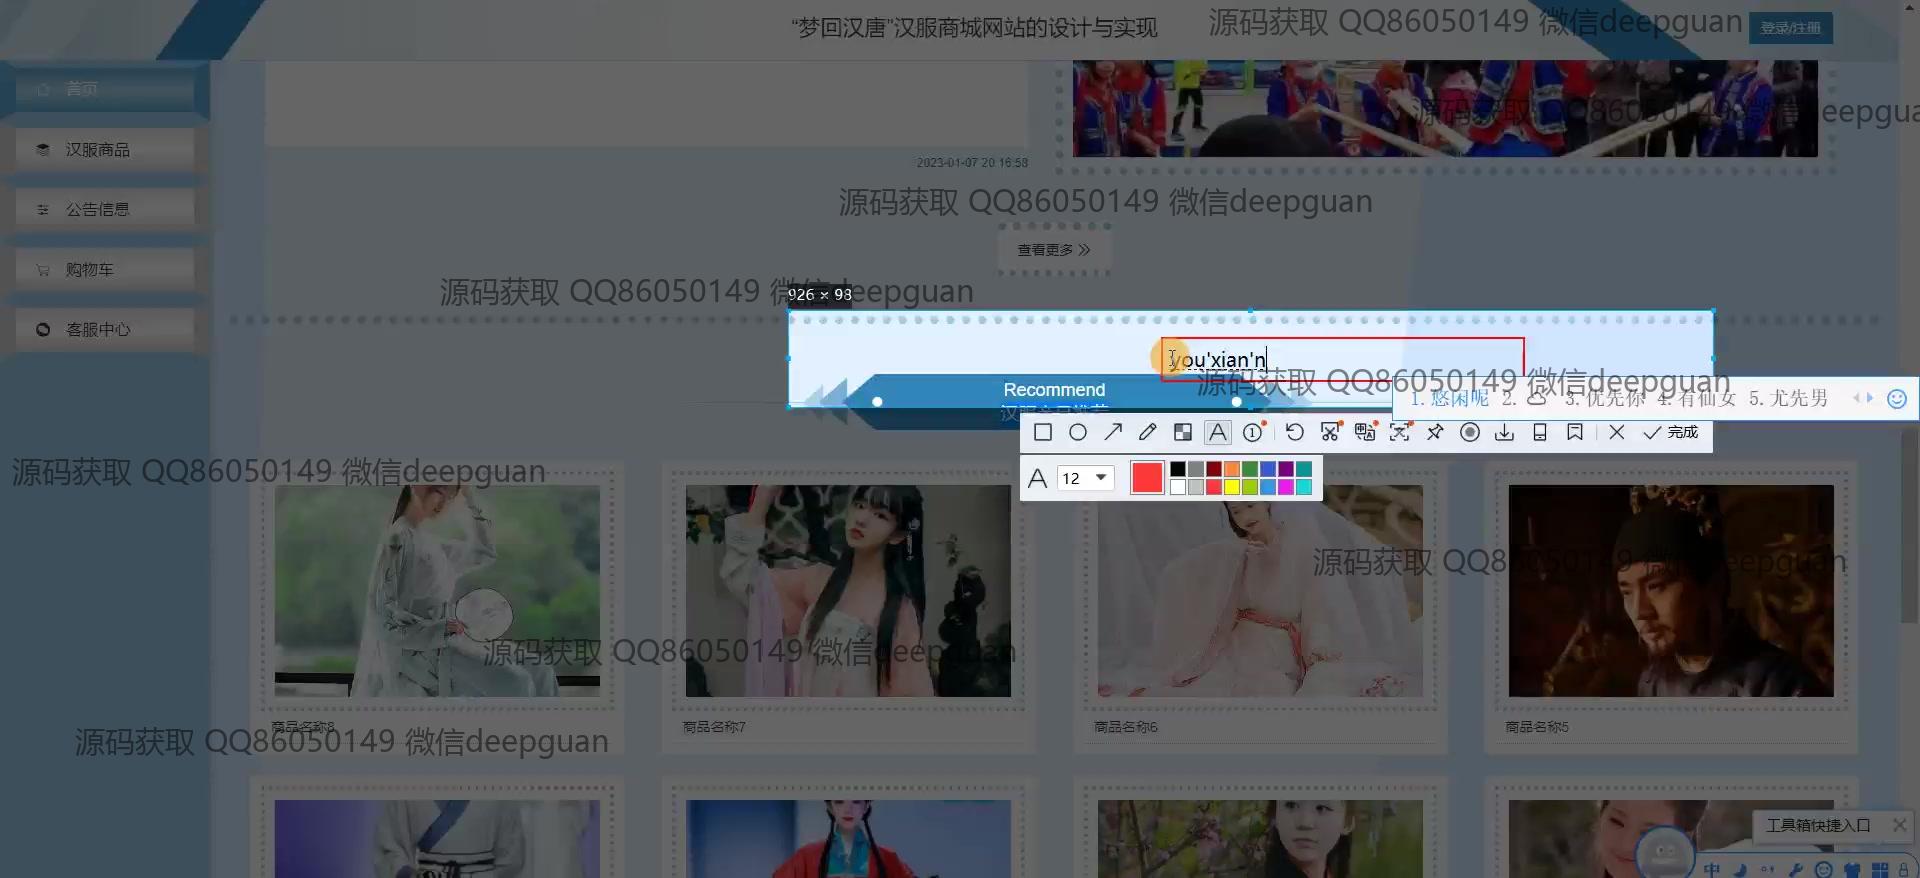 “梦回汉唐”汉服商城网站的设计与实现
源码获取 QQ86050149 微信deepguan
登录/注册
首页
汉服商品
公告信息
购物车
客服中心
源码获取 QQ86050149 微信deepgua
2023-01-07 20:16:58
源码获取 QQ86050149 微信deepguan
查看更多
源码获取 QQ86050149 微信deepguan
926 × 98
you'xian'n
源码获取 QQ86050149 微信deepguan
Recommend
汉服商品推荐
1.悠闲呢 2. 3.优先你 4.有仙女 5.尤先男
完成
A 12
源码获取 QQ86050149 微信deepguan
源码获取 QQ86050149 微信deepguan
源码获取 QQ86050149 微信deepguan
商品名称8
商品名称7
商品名称6
商品名称5
源码获取 QQ86050149 微信deepguan
工具箱快捷入口
中